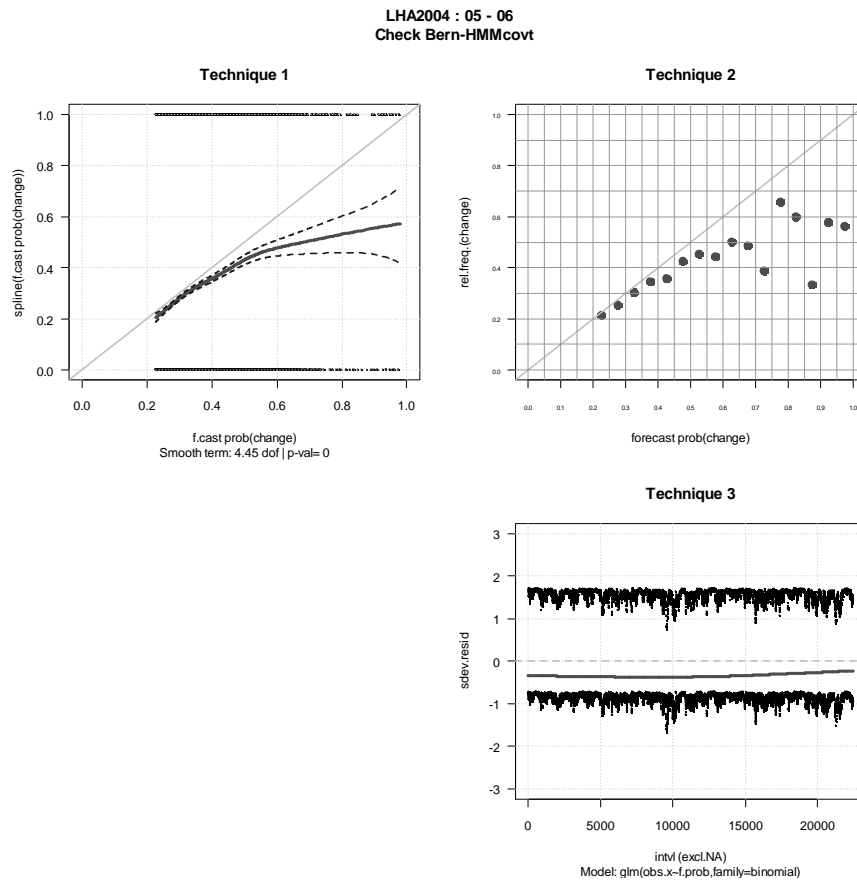 LHA2004 : 05 - 06
Check Bern-HMMcovt
Technique 1
spline(f.cast prob(change))
1.0
0.8
0.6
0.4
0.2
0.0
0.0 0.2 0.4 0.6 0.8 1.0
f.cast prob(change)
Smooth term: 4.45 dof | p-val= 0
Technique 2
rel.freq.(change)
1.0
0.8
0.6
0.4
0.2
0.0
0.0 0.1 0.2 0.3 0.4 0.5 0.6 0.7 0.8 0.9 1.0
forecast prob(change)
Technique 3
sdev.resid
3
2
1
0
-1
-2
-3
0 5000 10000 15000 20000
intvl (excl.NA)
Model: glm(obs.x~f.prob,family=binomial)